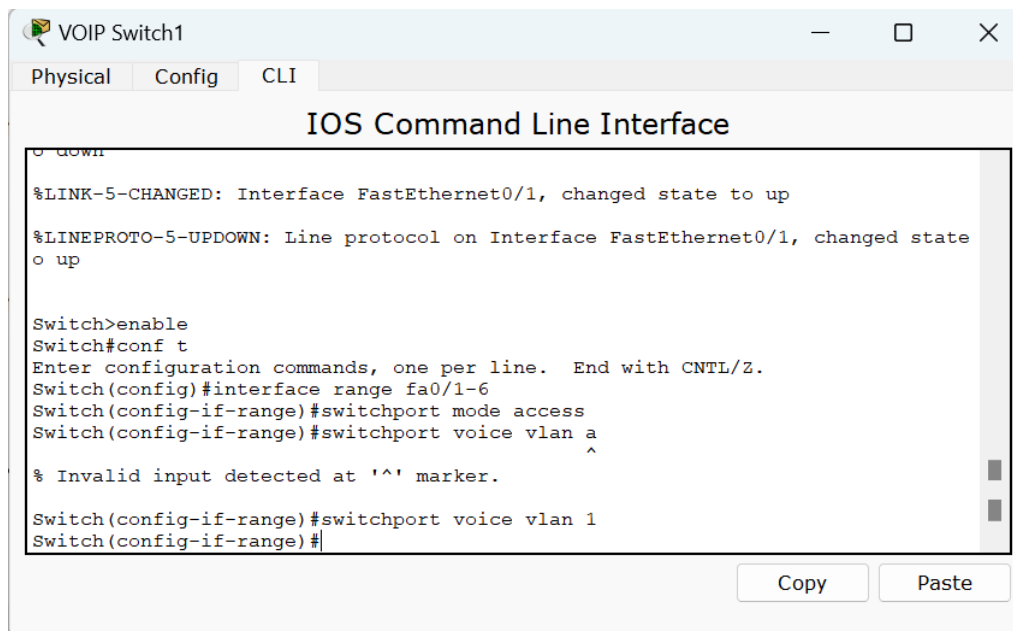 VOIP Switch1
Physical Config CLI
IOS Command Line Interface
o down
%LINK-5-CHANGED: Interface FastEthernet0/1, changed state to up
%LINEPROTO-5-UPDOWN: Line protocol on Interface FastEthernet0/1, changed state
o up
Switch>enable
Switch#conf t
Enter configuration commands, one per line.  End with CNTL/Z.
Switch(config)#interface range fa0/1-6
Switch(config-if-range)#switchport mode access
Switch(config-if-range)#switchport voice vlan a
^
% Invalid input detected at '^' marker.
Switch(config-if-range)#switchport voice vlan 1
Switch(config-if-range)#
Copy Paste